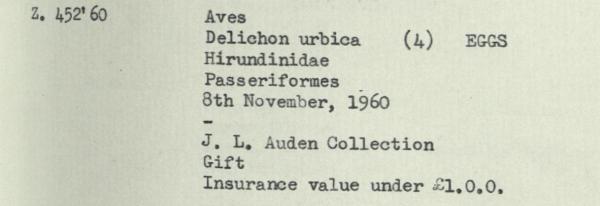 Z. 452'60 Aves
Delichon urbica (4) EGGS
Hirundinidae
Passeriformes
8th November, 1960
-
J. L. Auden Collection
Gift
Insurance value under £1.0.0.